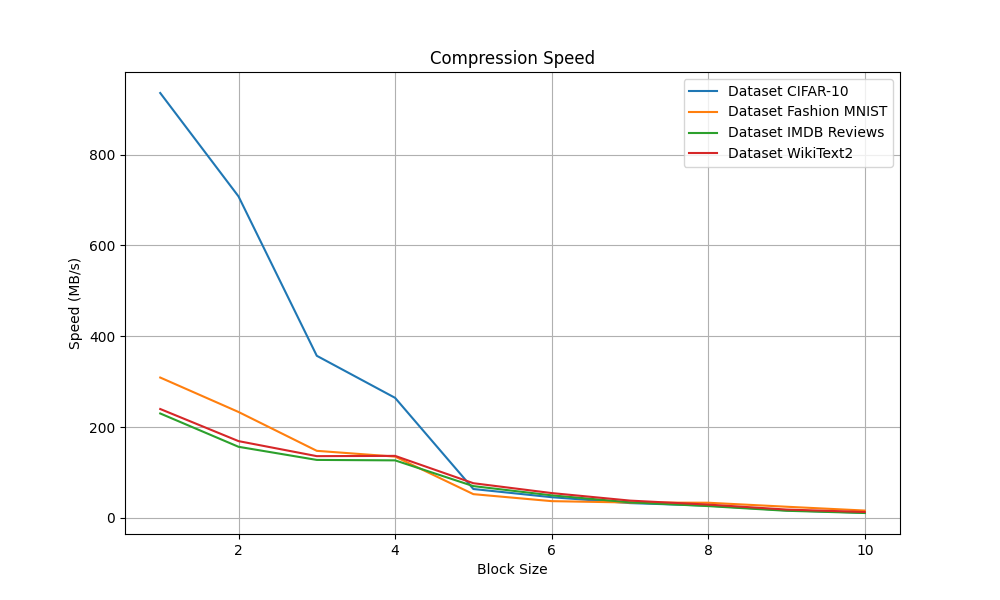 Compression Speed
Dataset CIFAR-10
Dataset Fashion MNIST
Dataset IMDB Reviews
Dataset WikiText2
Speed (MB/s)
800
600
400
200
0
2 4 6 8 10
Block Size